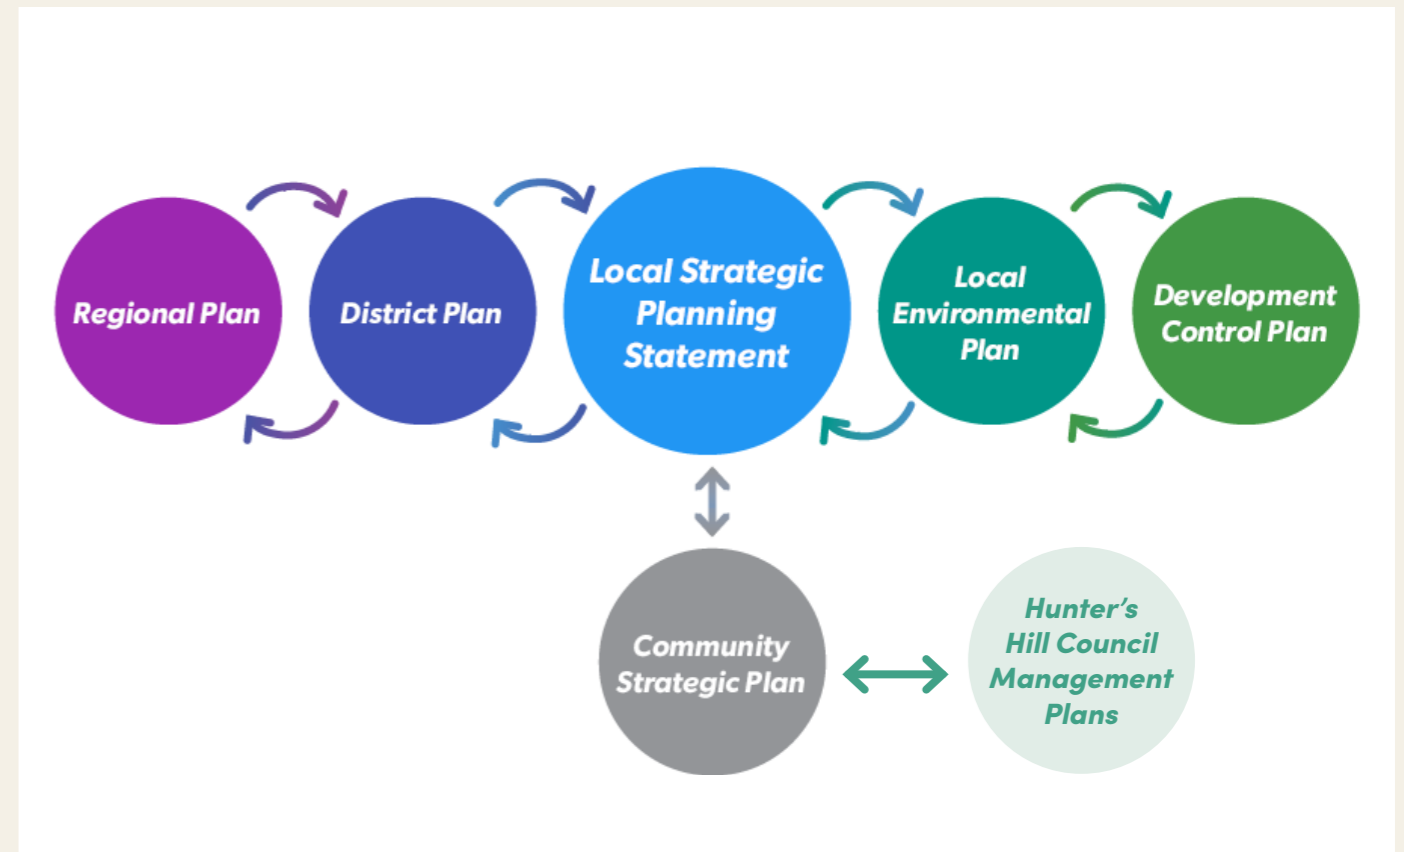 Regional Plan
District Plan
Local Strategic
Planning
Statement
Local
Environmental
Plan
Development
Control Plan
Community
Strategic Plan
Hunter’s
Hill Council
Management
Plans